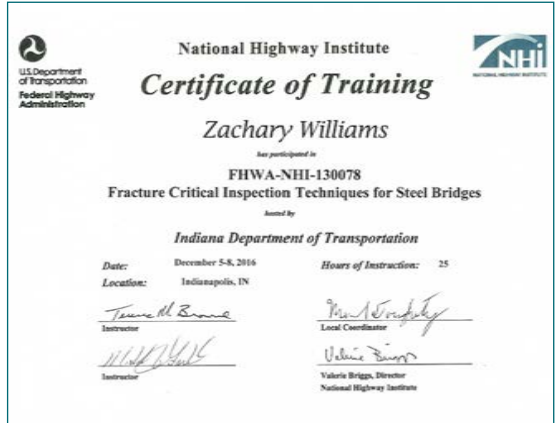 U.S. Department
of Transportation
Federal Highway
Administration
National Highway Institute
NHi
NATIONAL HIGHWAY INSTITUTE
Certificate of Training
Zachary Williams
has participated in
FHWA-NHI-130078
Fracture Critical Inspection Techniques for Steel Bridges
hosted by
Indiana Department of Transportation
Date: December 5-8, 2016 Hours of Instruction: 25
Location: Indianapolis, IN
Instructor
Local Coordinator
Valerie Briggs
Instructor
Valerie Briggs, Director
National Highway Institute